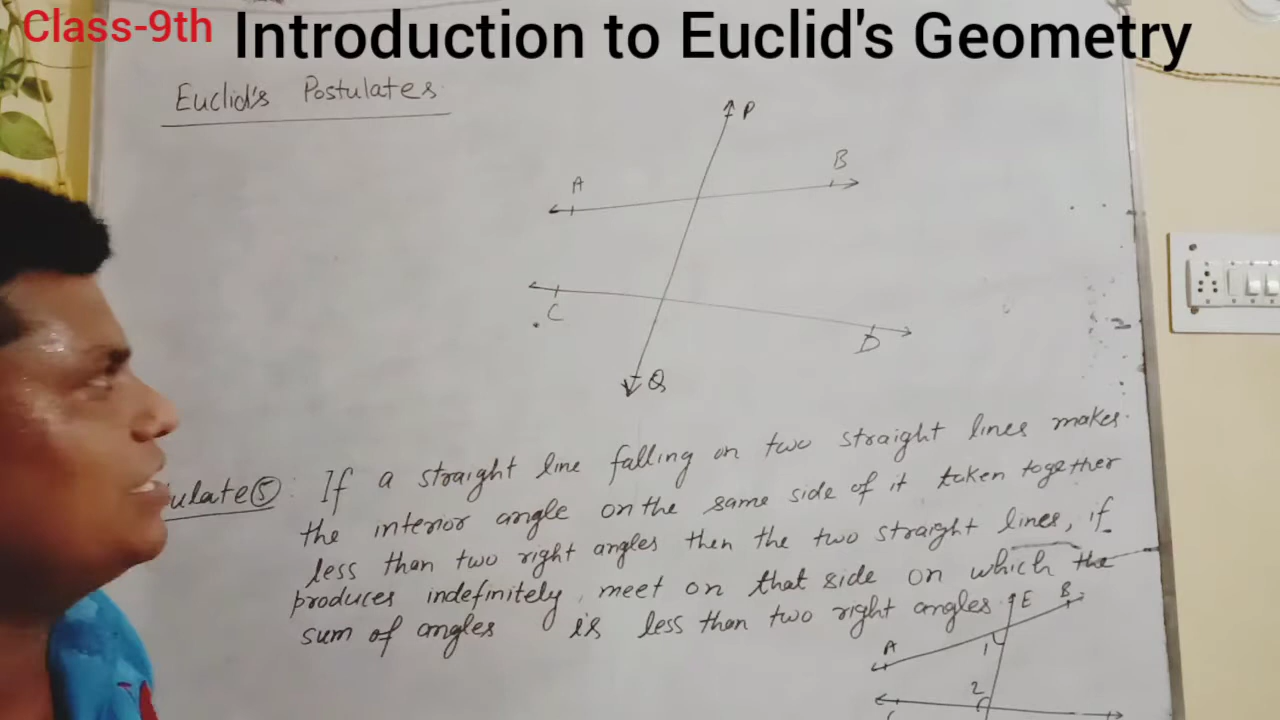 Class-9th Introduction to Euclid's Geometry
Euclid's Postulates
P
B
A
C
D
Q
ulate⑤: If a straight line falling on two straight lines makes
the interior angle on the same side of it taken together
less than two right angles then the two straight lines, if
produces indefinitely, meet on that side on which the
sum of angles is less than two right angles
E
B
A
1
2